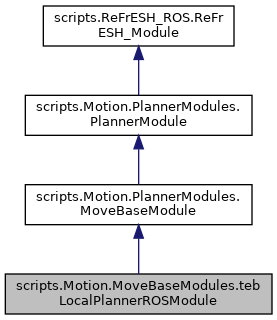 scripts.ReFrESH_ROS.ReFr
ESH_Module
scripts.Motion.PlannerModules.
PlannerModule
scripts.Motion.PlannerModules.
MoveBaseModule
scripts.Motion.MoveBaseModules.teb
LocalPlannerROSModule